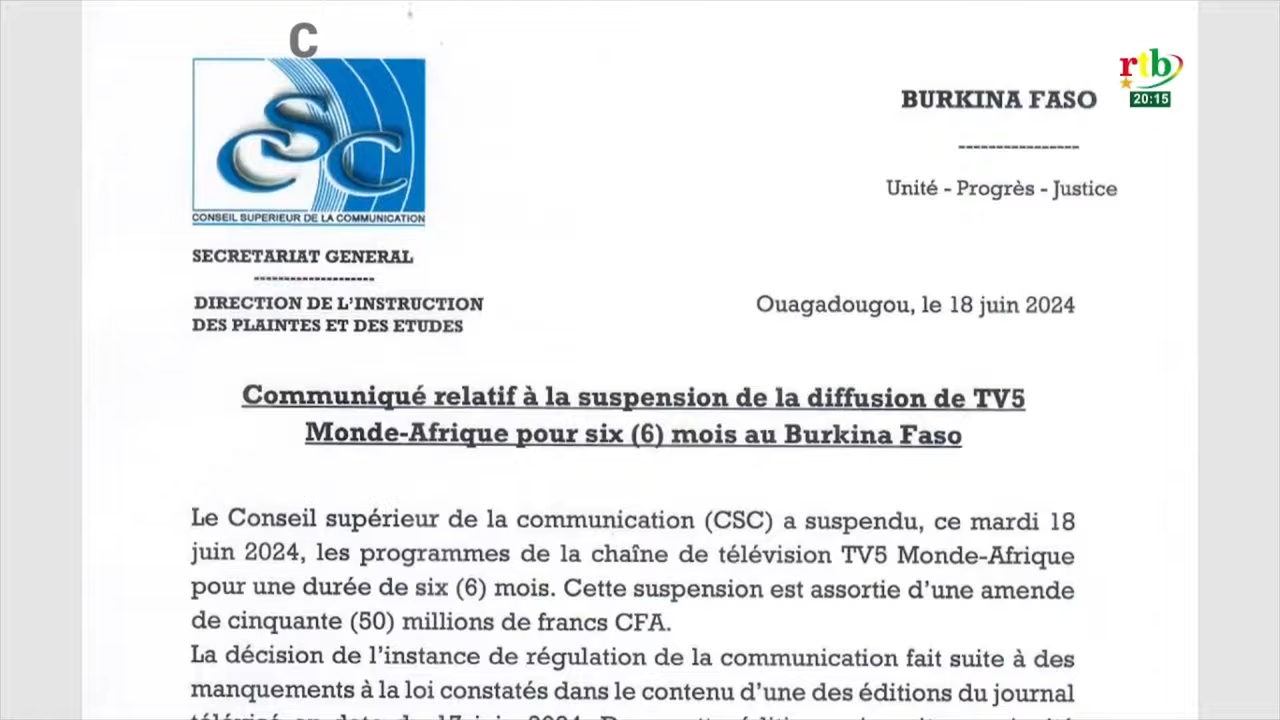 C
CSC
CONSEIL SUPERIEUR DE LA COMMUNICATION
rtb
20:15
BURKINA FASO
----------------
Unité - Progrès - Justice
SECRETARIAT GENERAL
--------------------
DIRECTION DE L'INSTRUCTION
DES PLAINTES ET DES ETUDES
Ouagadougou, le 18 juin 2024
Communiqué relatif à la suspension de la diffusion de TV5
Monde-Afrique pour six (6) mois au Burkina Faso
Le Conseil supérieur de la communication (CSC) a suspendu, ce mardi 18
juin 2024, les programmes de la chaîne de télévision TV5 Monde-Afrique
pour une durée de six (6) mois. Cette suspension est assortie d'une amende
de cinquante (50) millions de francs CFA.
La décision de l'instance de régulation de la communication fait suite à des
manquements à la loi constatés dans le contenu d'une des éditions du journal